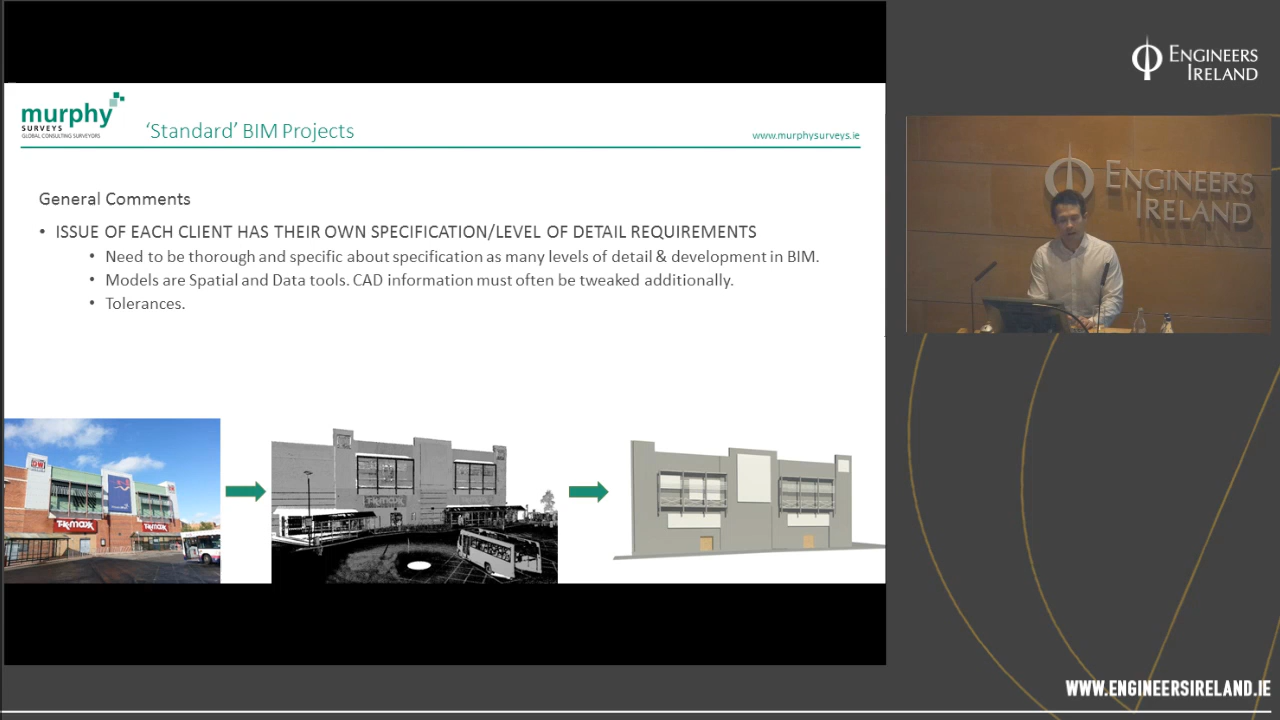 murphy
SURVEYS
GLOBAL CONSULTING SURVEYORS
‘Standard’ BIM Projects
www.murphysurveys.ie
General Comments
• ISSUE OF EACH CLIENT HAS THEIR OWN SPECIFICATION/LEVEL OF DETAIL REQUIREMENTS
• Need to be thorough and specific about specification as many levels of detail & development in BIM.
• Models are Spatial and Data tools. CAD information must often be tweaked additionally.
• Tolerances.
T·K·maxx
T·K·maxx
T·K·maxx
ENGINEERS
IRELAND
ENGINEERS
IRELAND
WWW.ENGINEERSIRELAND.IE